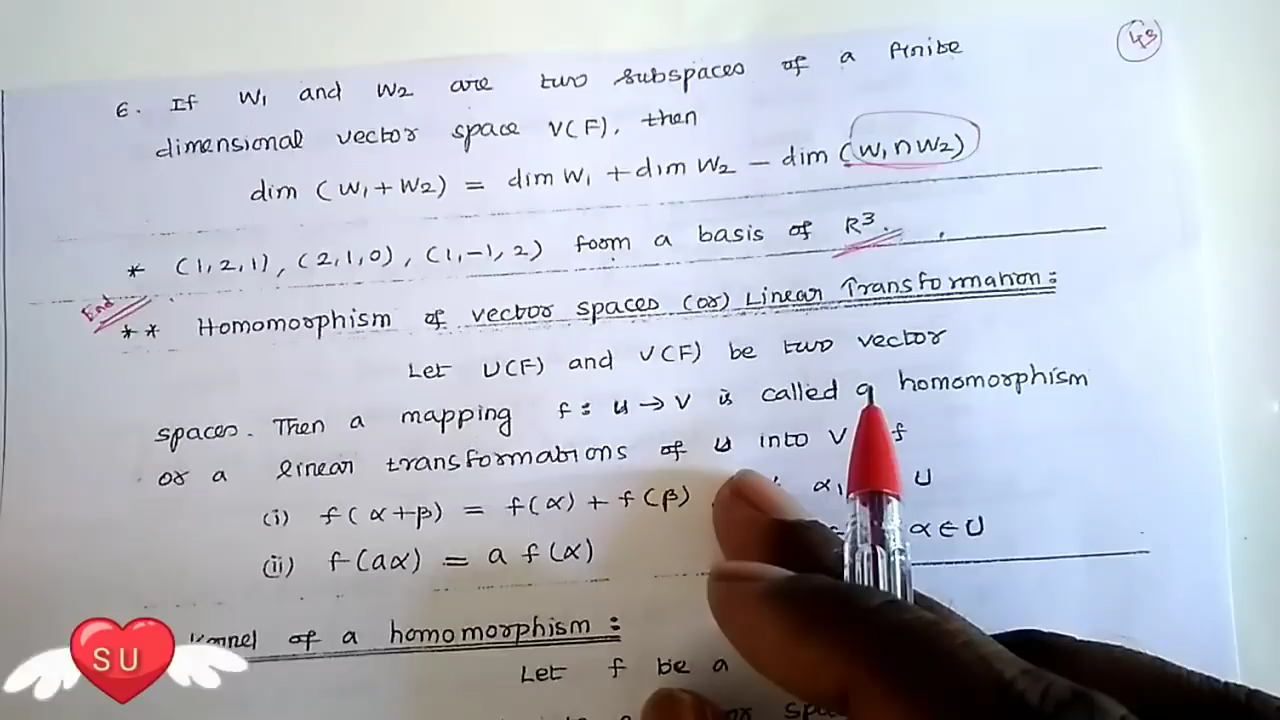 43
6. If W1 and W2 are two subspaces of a finite
dimensional vector space V(F), then
dim (W1+W2) = dim W1 + dim W2 - dim (W1 ∩ W2)
* (1,2,1), (2,1,0), (1,-1,2) form a basis of R³.
End
** Homomorphism of vector spaces (or) Linear Transformation:
Let U(F) and V(F) be two vector
spaces. Then a mapping f: U → V is called a homomorphism
or a linear transformations of U into V if
(i) f(α+β) = f(α) + f(β) α, U
(ii) f(aα) = a f(α) α ∈ U
Kernel of a homomorphism:
Let f be a
SU